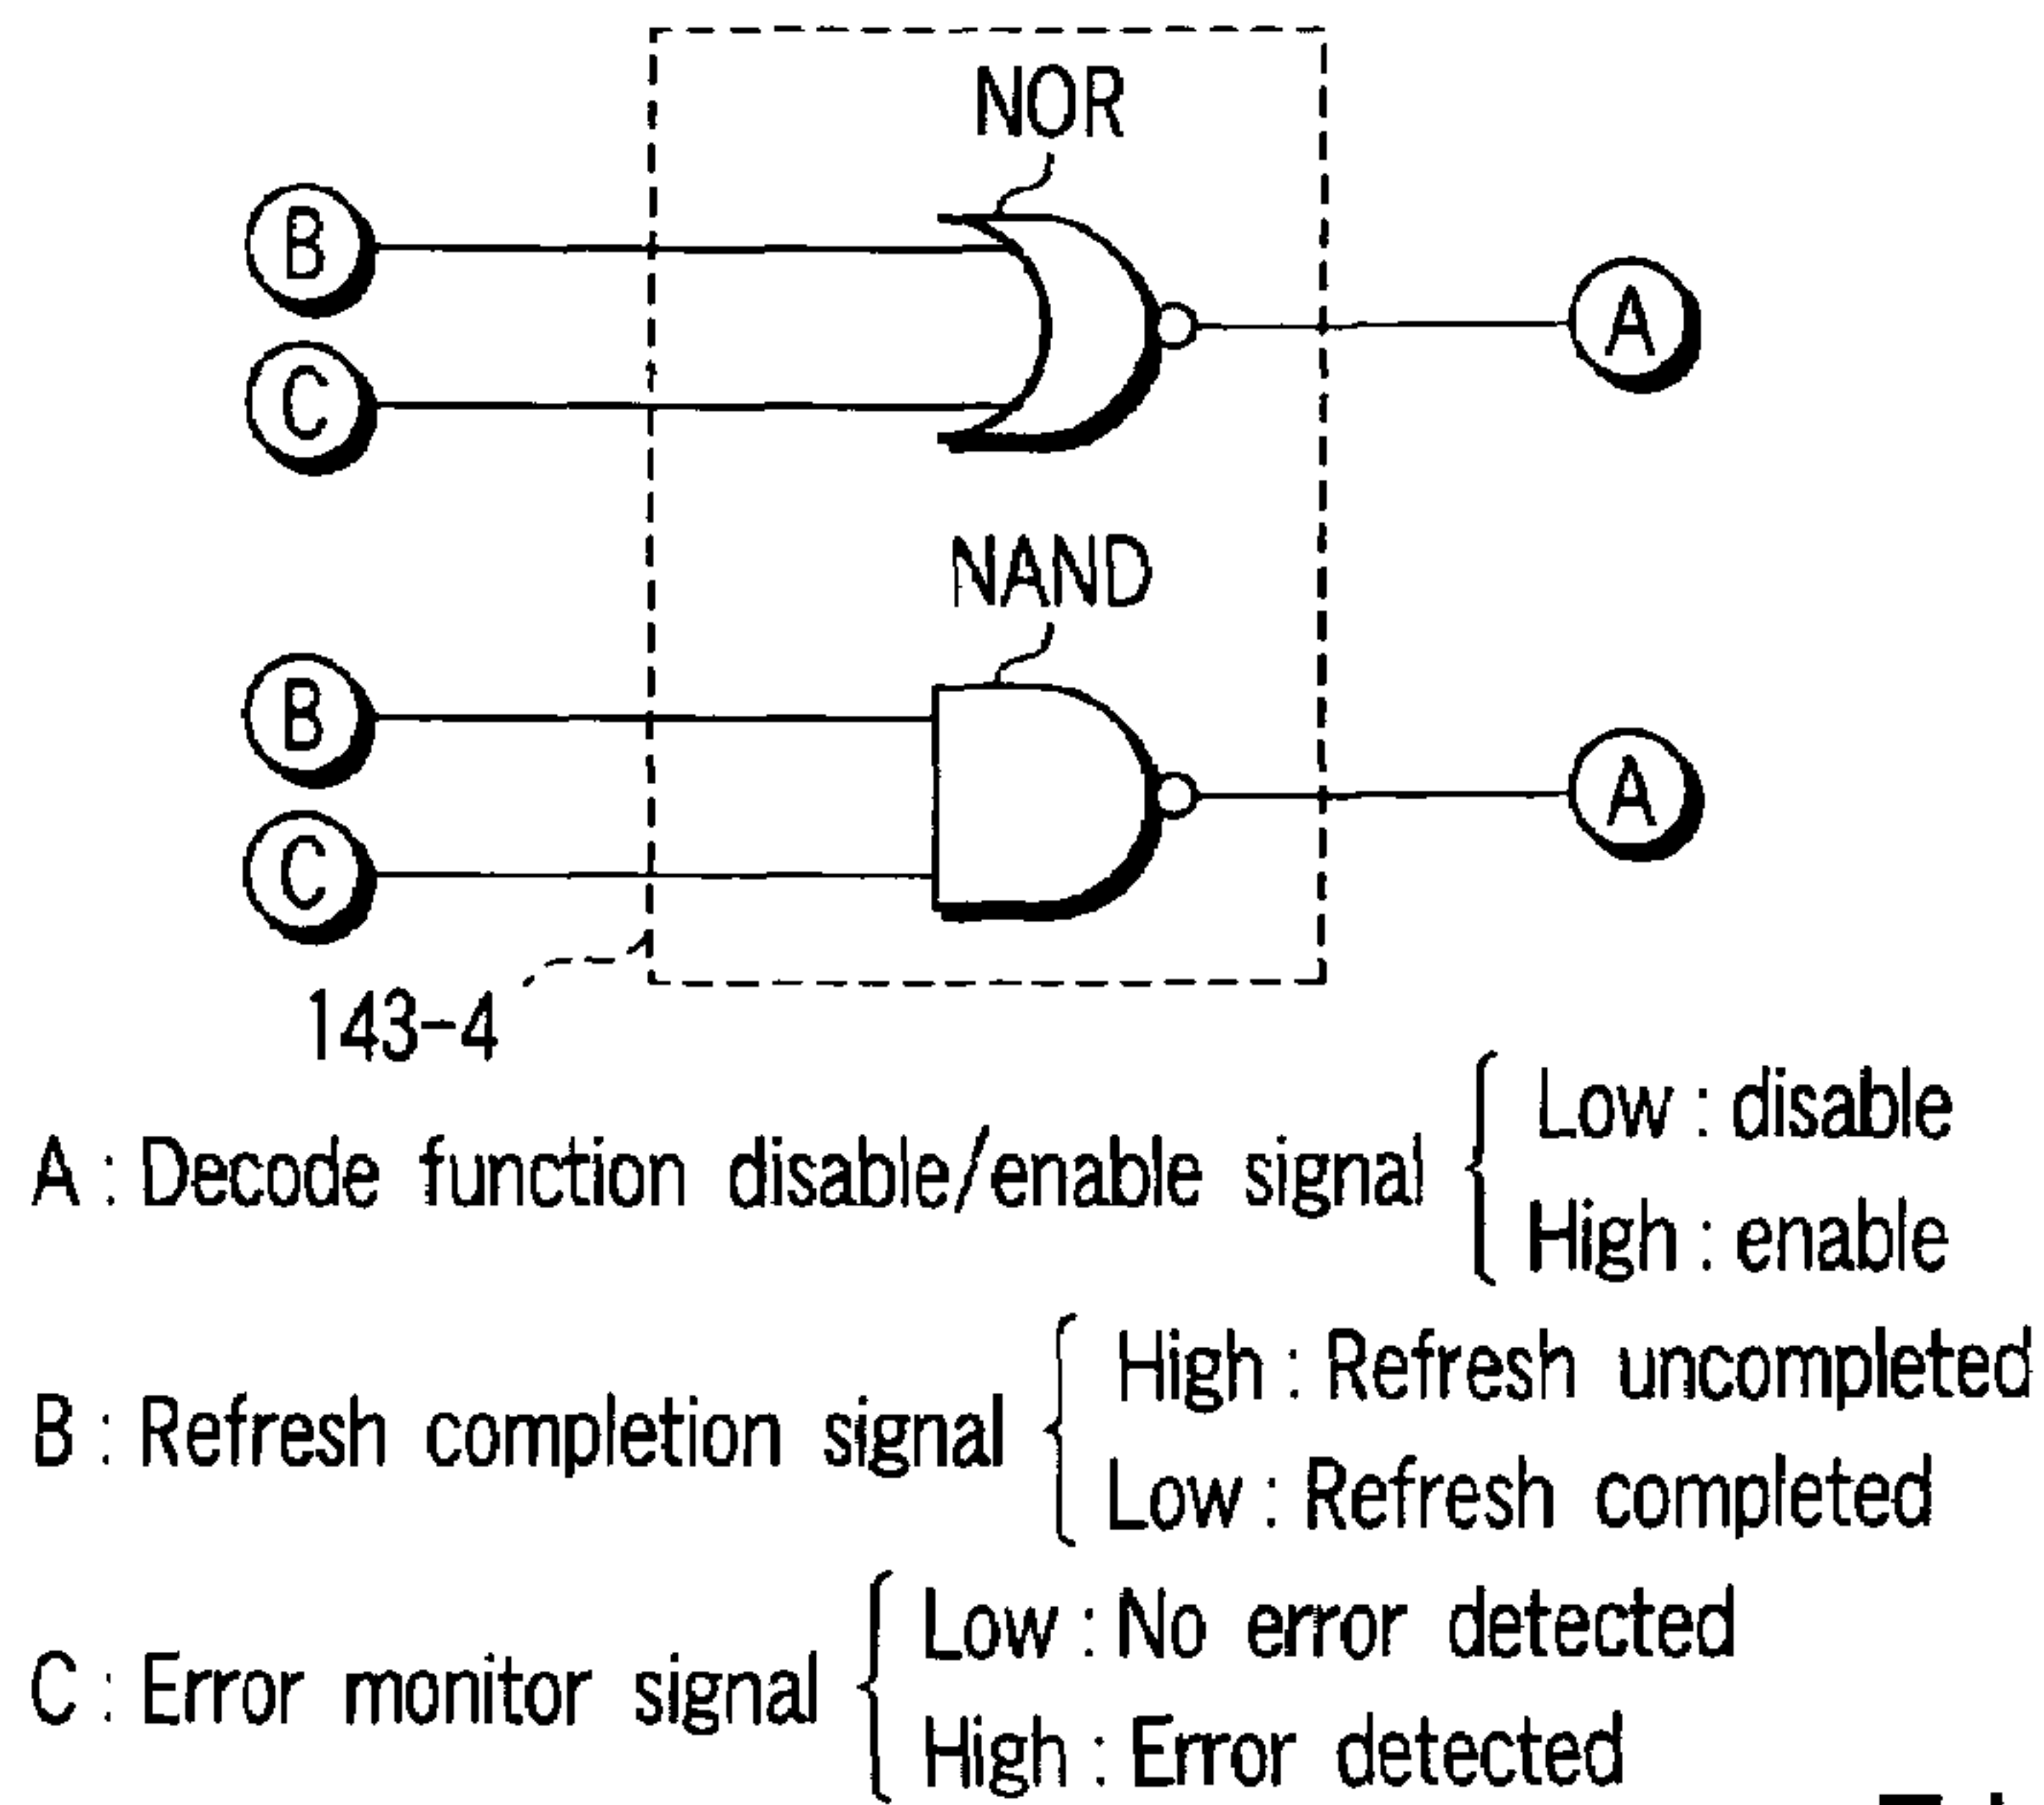 NOR
B
A
C
NAND
B
A
C
143-4
A : Decode function disable/enable signal
Low : disable
High : enable
B : Refresh completion signal
High : Refresh uncompleted
Low : Refresh completed
C : Error monitor signal
Low : No error detected
High : Error detected